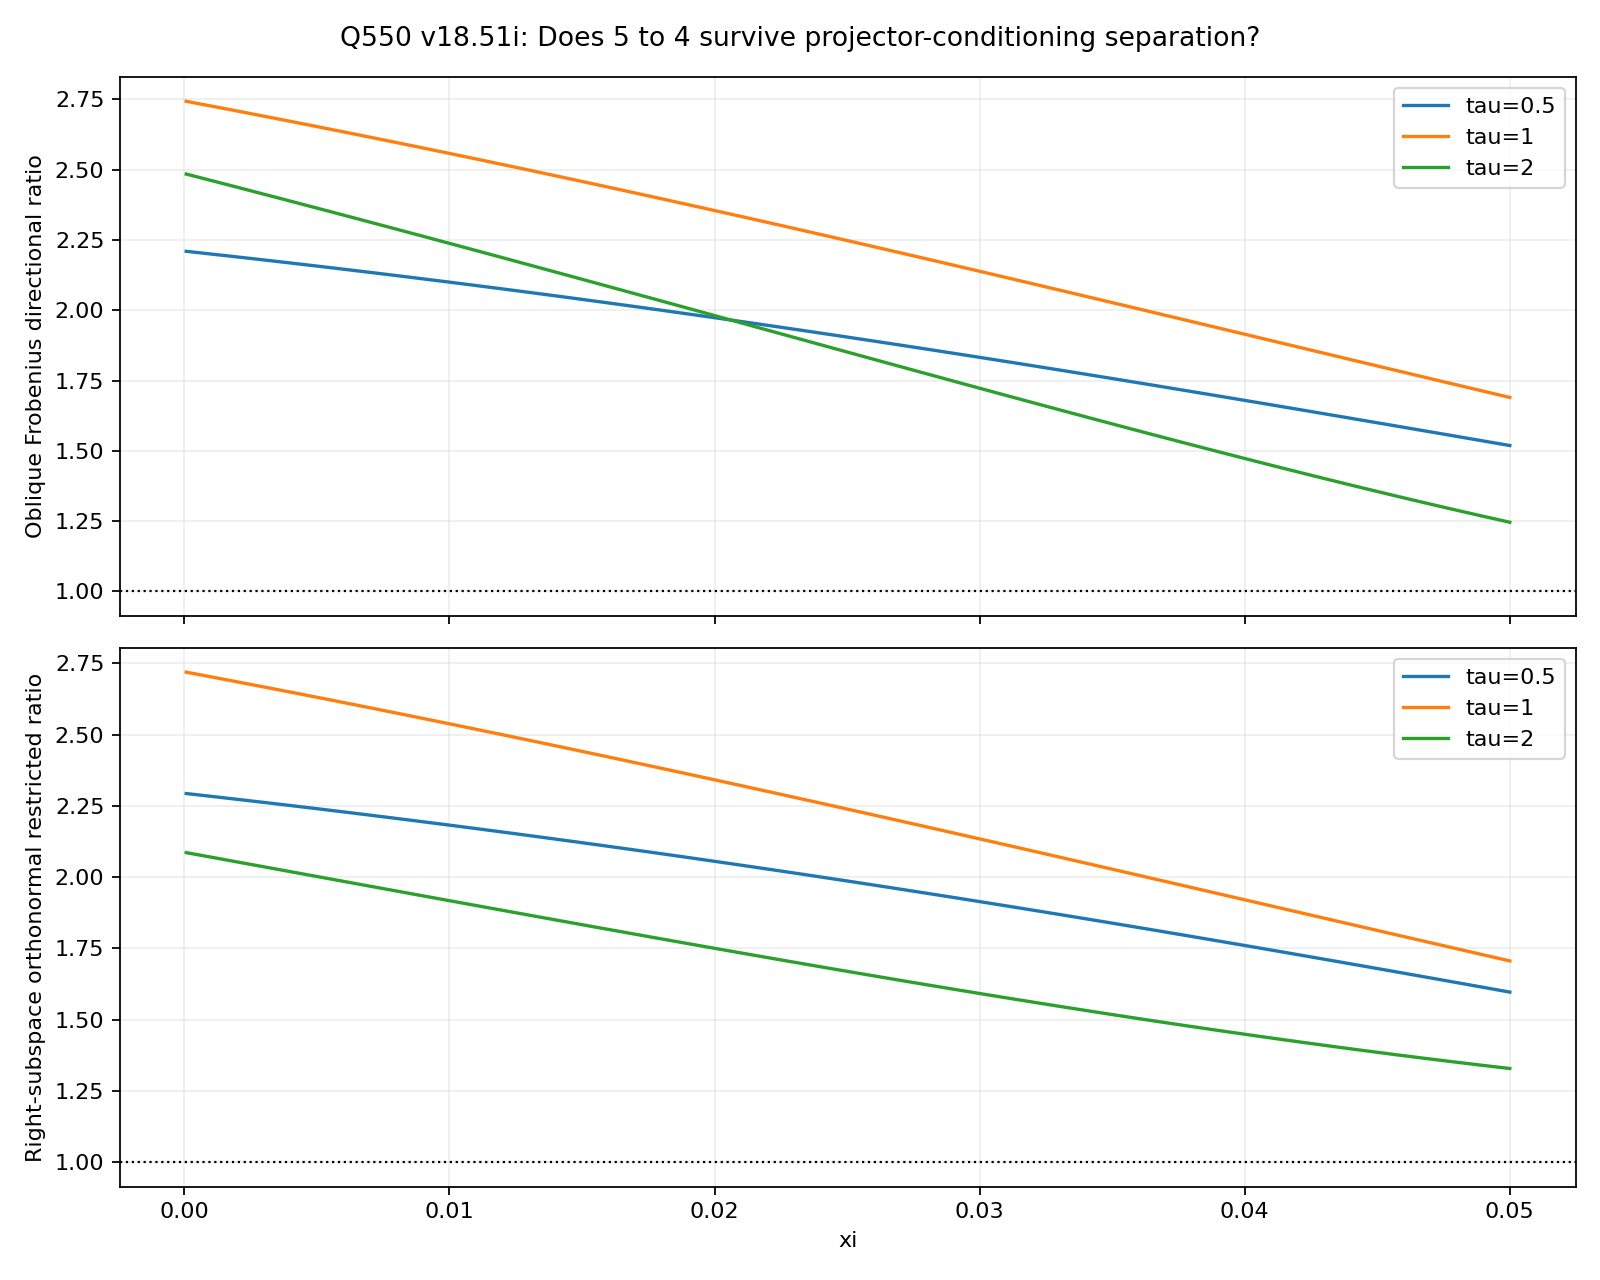 Q550 v18.51i: Does 5 to 4 survive projector-conditioning separation?
Oblique Frobenius directional ratio
2.75
2.50
2.25
2.00
1.75
1.50
1.25
1.00
tau=0.5
tau=1
tau=2
Right-subspace orthonormal restricted ratio
2.75
2.50
2.25
2.00
1.75
1.50
1.25
1.00
tau=0.5
tau=1
tau=2
0.00 0.01 0.02 0.03 0.04 0.05
xi